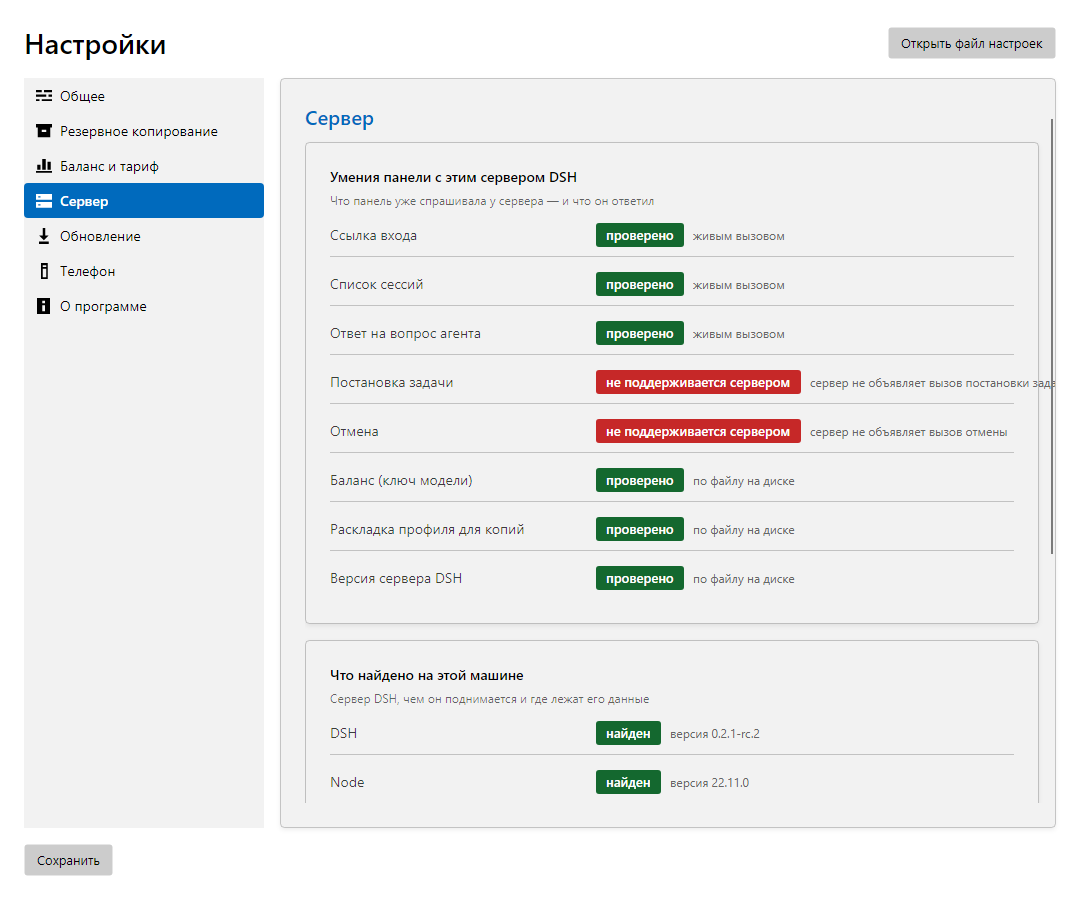 Настройки
Открыть файл настроек
Общее
Резервное копирование
Баланс и тариф
Сервер
Обновление
Телефон
О программе
Сервер
Умения панели с этим сервером DSH
Что панель уже спрашивала у сервера — и что он ответил
Ссылка входа проверено живым вызовом
Список сессий проверено живым вызовом
Ответ на вопрос агента проверено живым вызовом
Постановка задачи не поддерживается сервером сервер не объявляет вызов постановки
Отмена не поддерживается сервером сервер не объявляет вызов отмены
Баланс (ключ модели) проверено по файлу на диске
Раскладка профиля для копий проверено по файлу на диске
Версия сервера DSH проверено по файлу на диске
Что найдено на этой машине
Сервер DSH, чем он поднимается и где лежат его данные
DSH найден версия 0.2.1-rc.2
Node найден версия 22.11.0
Сохранить